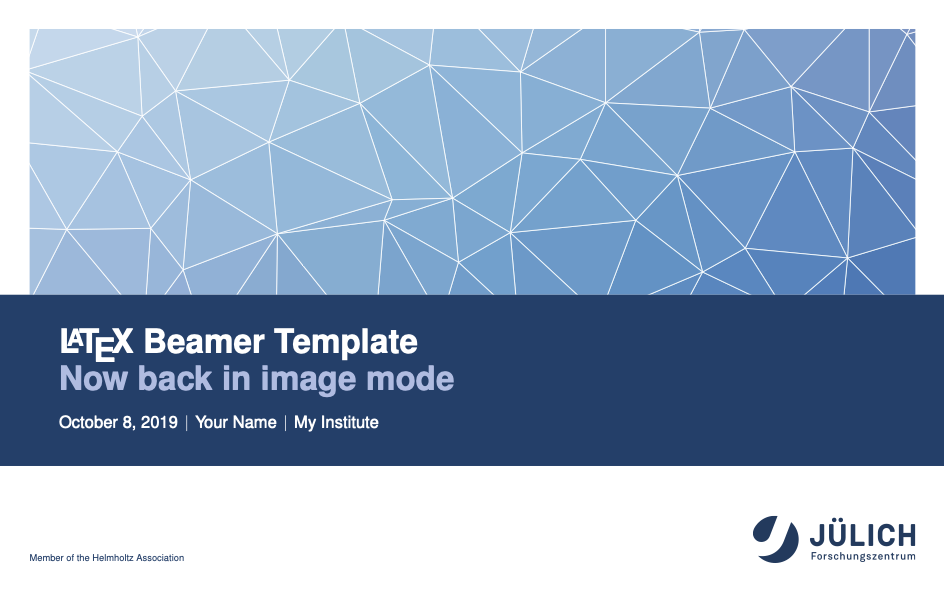 LATEX Beamer Template
Now back in image mode
October 8, 2019 | Your Name | My Institute
Member of the Helmholtz Association
JÜLICH
Forschungszentrum